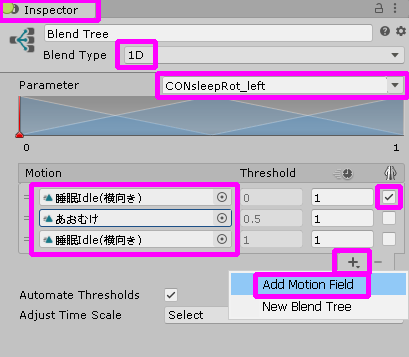 Inspector
Blend Tree
Blend Type 1D
Parameter CONsleepRot_left
0 1
Motion Threshold
睡眠Idle(横向き) 0 1
あおむけ 0.5 1
睡眠Idle(横向き) 1 1
Add Motion Field
New Blend Tree
Automate Thresholds
Adjust Time Scale Select